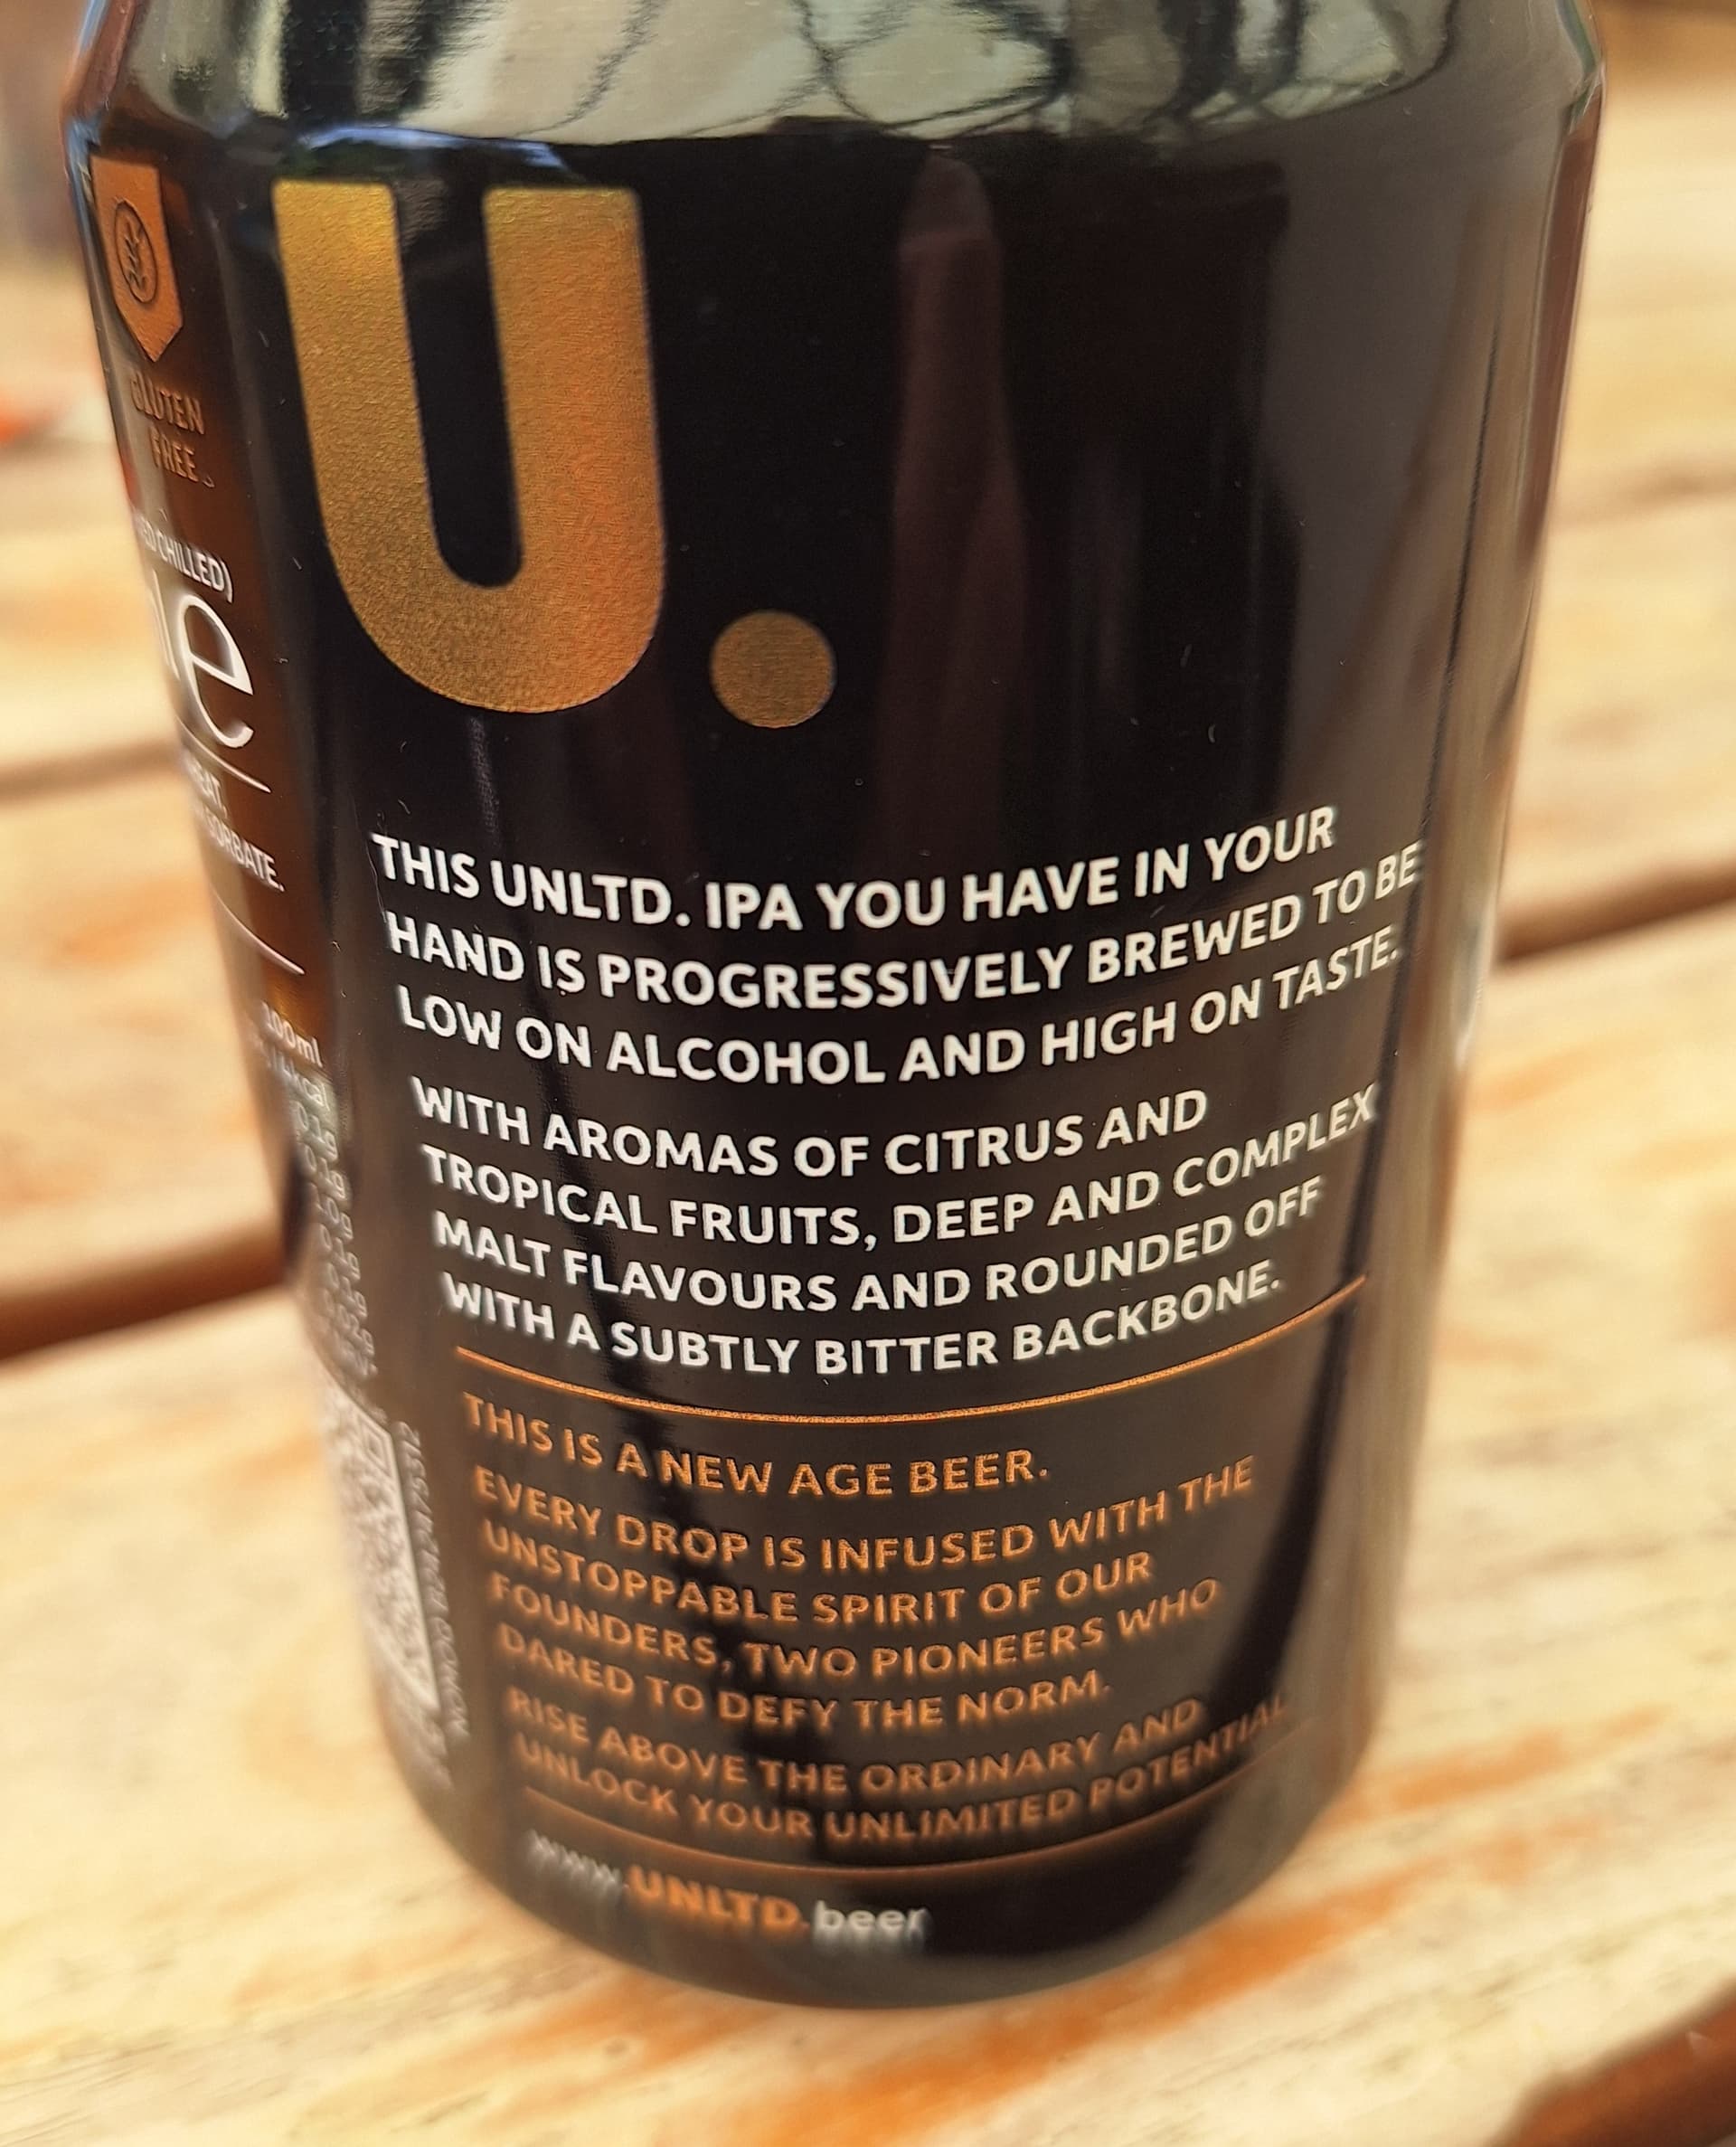 GLUTEN
FREE
CHILLED)
U.
THIS UNLTD. IPA YOU HAVE IN YOUR
HAND IS PROGRESSIVELY BREWED TO BE
LOW ON ALCOHOL AND HIGH ON TASTE.
WITH AROMAS OF CITRUS AND
TROPICAL FRUITS, DEEP AND COMPLEX
MALT FLAVOURS AND ROUNDED OFF
WITH A SUBTLY BITTER BACKBONE.
THIS IS A NEW AGE BEER.
EVERY DROP IS INFUSED WITH THE
UNSTOPPABLE SPIRIT OF OUR
FOUNDERS, TWO PIONEERS WHO
DARED TO DEFY THE NORM.
RISE ABOVE THE ORDINARY AND
UNLOCK YOUR UNLIMITED POTENTIAL
www.UNLTD.beer
100ml